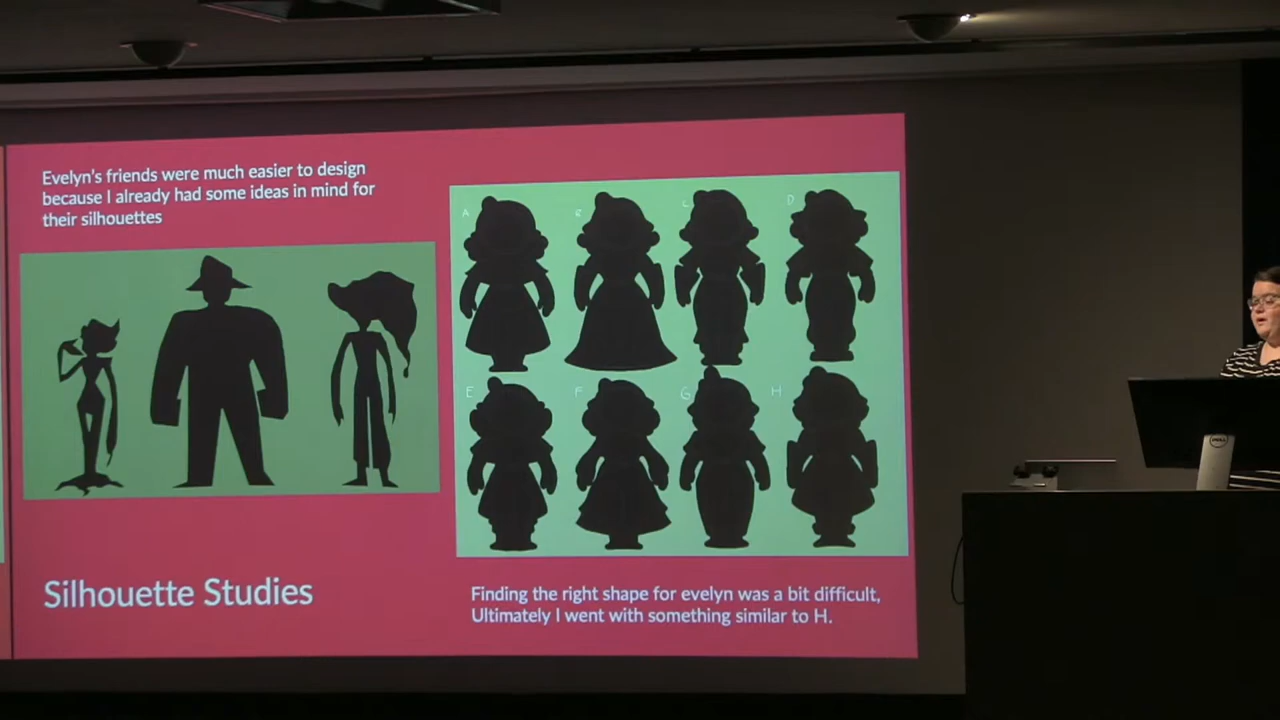 Evelyn's friends were much easier to design
because I already had some ideas in mind for
their silhouettes
A B C D
E F G H
Silhouette Studies
Finding the right shape for evelyn was a bit difficult,
Ultimately I went with something similar to H.
DELL